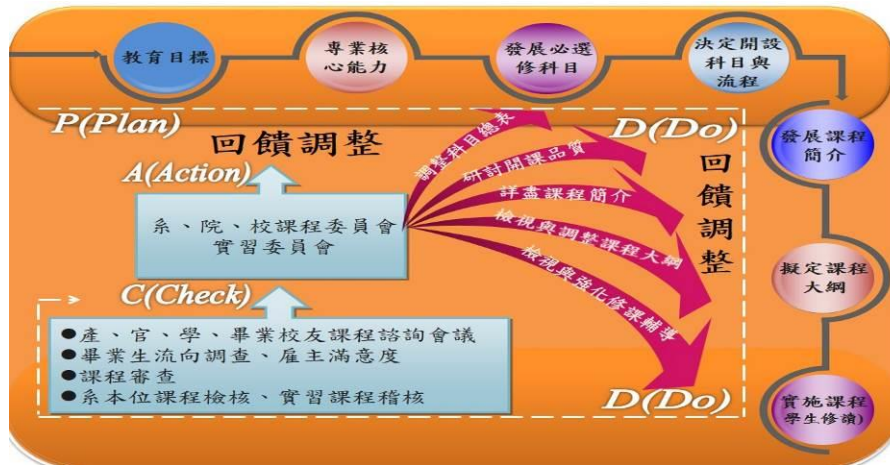 教育目標
專業核
心能力
發展必選
修科目
決定開設
科目與
流程
P(Plan)
回饋調整
D(Do)
發展課程
簡介
A(Action)
調整科目總表
研討開課品質
詳盡課程簡介
檢視與調整課程大綱
檢視與強化修課輔導
回饋調整
系、院、校課程委員會
實習委員會
擬定課程
大綱
C(Check)
●產、官、學、畢業校友課程諮詢會議
●畢業生流向調查、雇主滿意度
●課程審查
●系本位課程檢核、實習課程稽核
D(Do)
實施課程
學生修讀)